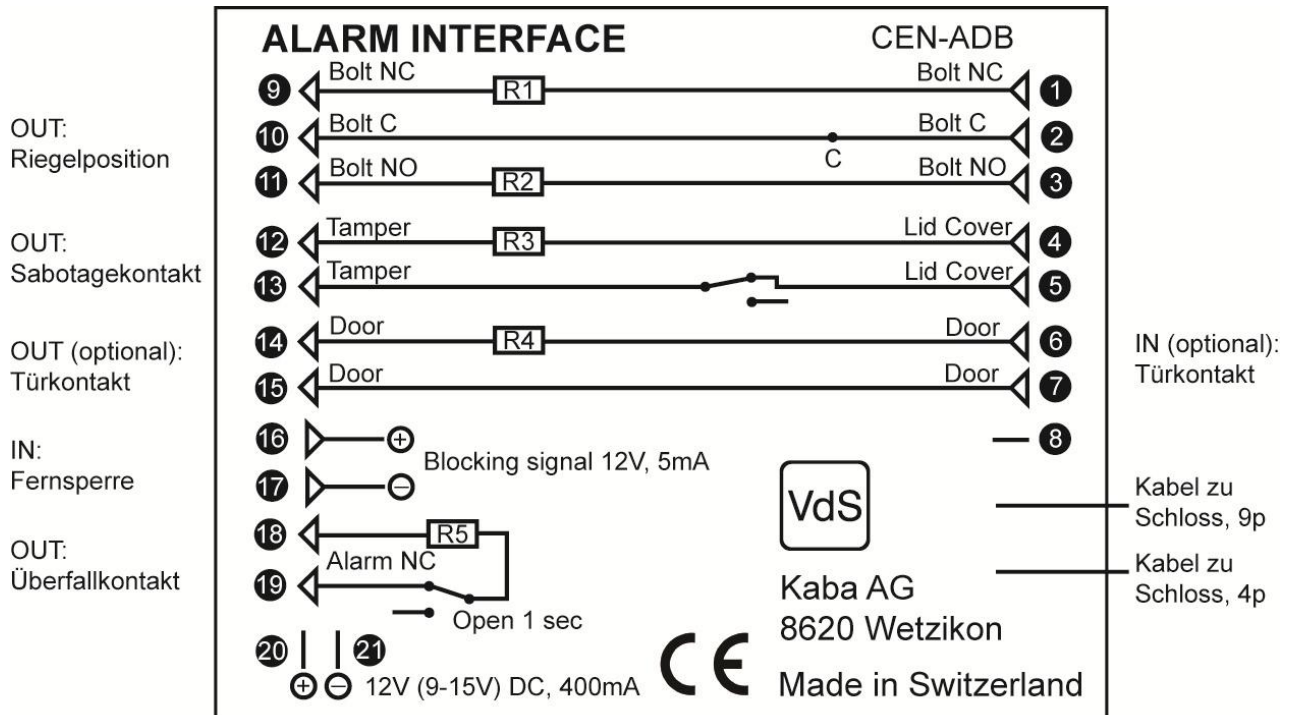 ALARM INTERFACE CEN-ADB
9 Bolt NC R1 Bolt NC 1
OUT:
Riegelposition
10 Bolt C C Bolt C 2
11 Bolt NO R2 Bolt NO 3
OUT:
Sabotagekontakt
12 Tamper R3 Lid Cover 4
13 Tamper Lid Cover 5
OUT (optional):
Türkontakt
14 Door R4 Door 6
15 Door Door 7
IN (optional):
Türkontakt
IN:
Fernsperre
16 + 8
Blocking signal 12V, 5mA
17 −
OUT:
Überfallkontakt
18 R5
19 Alarm NC
Open 1 sec
20 21
+ − 12V (9-15V) DC, 400mA
VdS
Kabel zu
Schloss, 9p
Kabel zu
Schloss, 4p
Kaba AG
8620 Wetzikon
CE Made in Switzerland